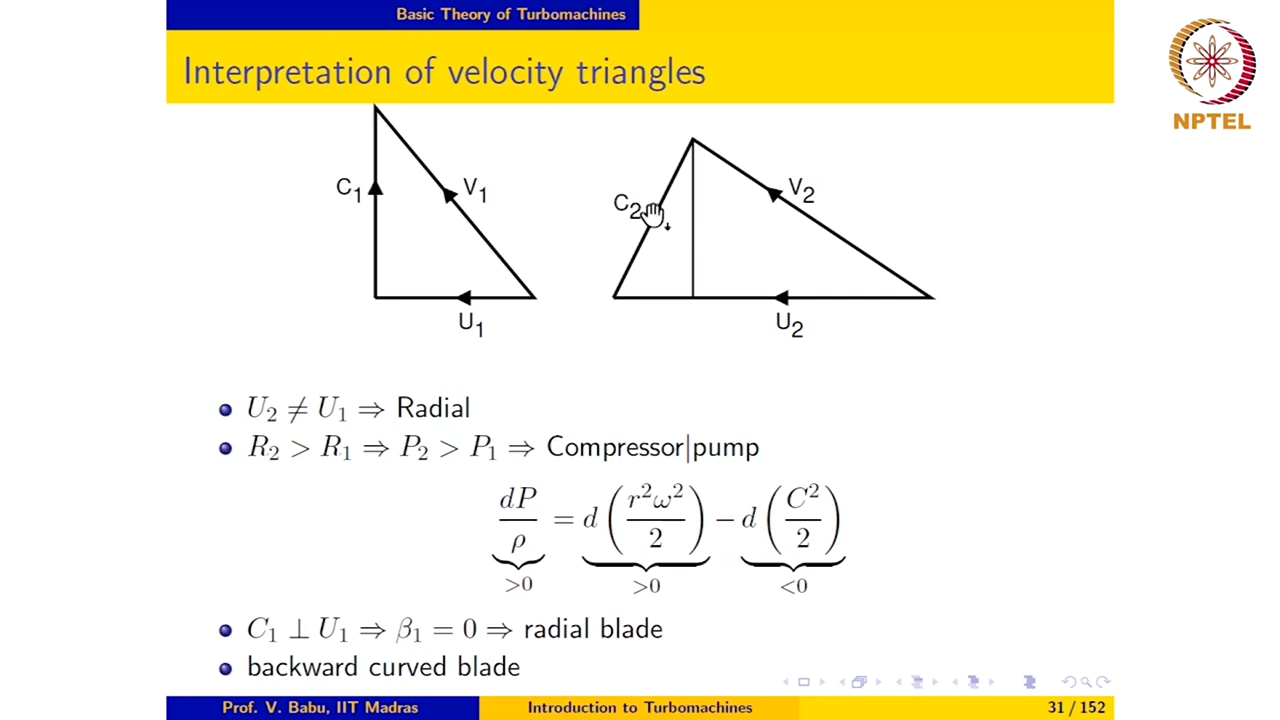 Basic Theory of Turbomachines
Interpretation of velocity triangles
NPTEL
C₁ V₁ C₂ V₂
U₁ U₂
U₂ ≠ U₁ ⇒ Radial
R₂ > R₁ ⇒ P₂ > P₁ ⇒ Compressor|pump
dP/ρ = d(r²ω²/2) − d(C²/2)
>0 >0 <0
C₁ ⊥ U₁ ⇒ β₁ = 0 ⇒ radial blade
backward curved blade
Prof. V. Babu, IIT Madras Introduction to Turbomachines 31 / 152